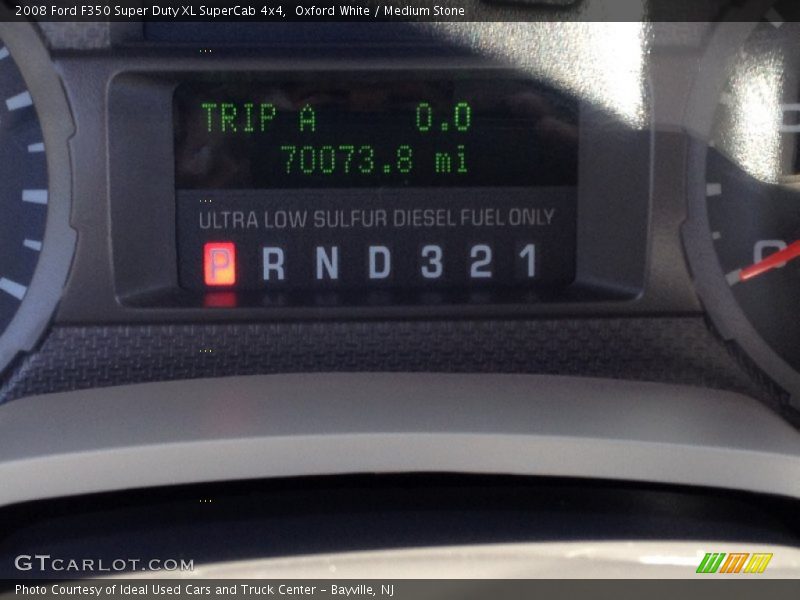 2008 Ford F350 Super Duty XL SuperCab 4x4,  Oxford White / Medium Stone
TRIP A 0.0
70073.8 mi
ULTRA LOW SULFUR DIESEL FUEL ONLY
P R N D 3 2 1
0
GTCARLOT.COM
Photo Courtesy of Ideal Used Cars and Truck Center - Bayville, NJ